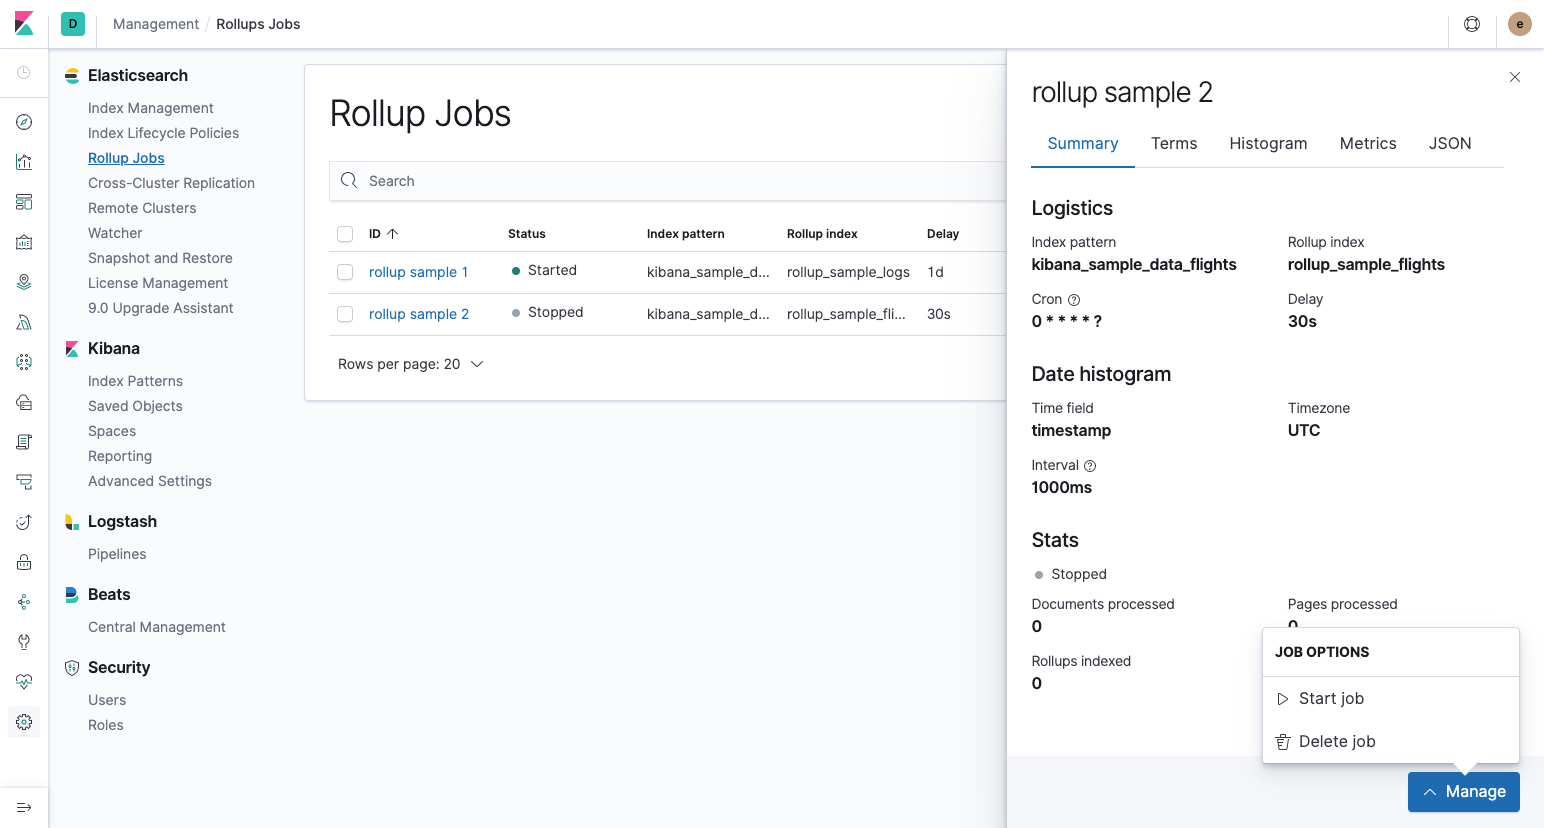 D
Management / Rollups Jobs
e
Elasticsearch
Index Management
Index Lifecycle Policies
Rollup Jobs
Cross-Cluster Replication
Remote Clusters
Watcher
Snapshot and Restore
License Management
9.0 Upgrade Assistant
Kibana
Index Patterns
Saved Objects
Spaces
Reporting
Advanced Settings
Logstash
Pipelines
Beats
Central Management
Security
Users
Roles
Rollup Jobs
Search
ID Status Index pattern Rollup index Delay
rollup sample 1 Started kibana_sample_d... rollup_sample_logs 1d
rollup sample 2 Stopped kibana_sample_d... rollup_sample_fli... 30s
Rows per page: 20
rollup sample 2
Summary Terms Histogram Metrics JSON
Logistics
Index pattern Rollup index
kibana_sample_data_flights rollup_sample_flights
Cron Delay
0 * * * * ? 30s
Date histogram
Time field Timezone
timestamp UTC
Interval
1000ms
Stats
Stopped
Documents processed Pages processed
0 0
Rollups indexed
0
JOB OPTIONS
Start job
Delete job
Manage